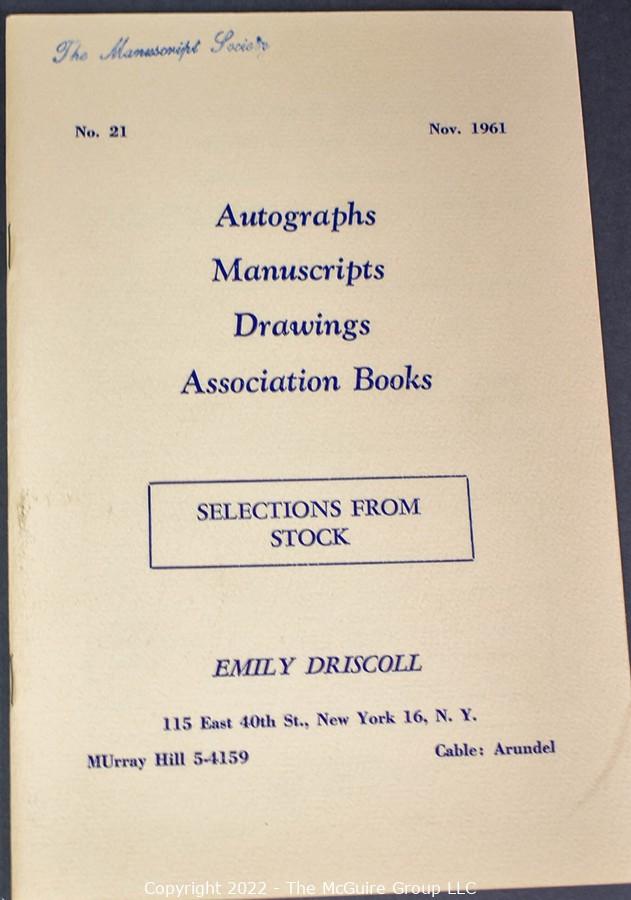 The Manuscript Society
No. 21 Nov. 1961
Autographs
Manuscripts
Drawings
Association Books
SELECTIONS FROM
STOCK
EMILY DRISCOLL
115 East 40th St., New York 16, N. Y.
MUrray Hill 5-4159 Cable: Arundel
Copyright 2022 - The McGuire Group LLC